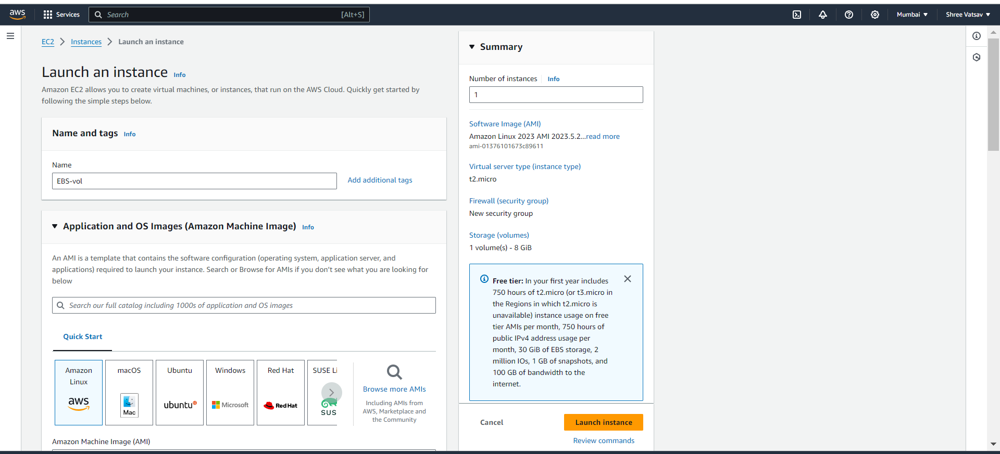 aws
Services
Search
[Alt+S]
Mumbai
Shree Vatsav
EC2
Instances
Launch an instance
Launch an instance Info
Amazon EC2 allows you to create virtual machines, or instances, that run on the AWS Cloud. Quickly get started by
following the simple steps below.
Name and tags Info
Name
EBS-vol
Add additional tags
Application and OS Images (Amazon Machine Image) Info
An AMI is a template that contains the software configuration (operating system, application server, and
applications) required to launch your instance. Search or Browse for AMIs if you don’t see what you are looking for
below
Search our full catalog including 1000s of application and OS images
Quick Start
Amazon
Linux
aws
macOS
Mac
Ubuntu
ubuntu
Windows
Microsoft
Red Hat
Red Hat
SUSE Li
SUS
Browse more AMIs
Including AMIs from
AWS, Marketplace and
the Community
Amazon Machine Image (AMI)
Summary
Number of instances Info
1
Software Image (AMI)
Amazon Linux 2023 AMI 2023.5.2...read more
ami-01376101673c89611
Virtual server type (instance type)
t2.micro
Firewall (security group)
New security group
Storage (volumes)
1 volume(s) - 8 GiB
Free tier: In your first year includes
750 hours of t2.micro (or t3.micro in
the Regions in which t2.micro is
unavailable) instance usage on free
tier AMIs per month, 750 hours of
public IPv4 address usage per
month, 30 GiB of EBS storage, 2
million IOs, 1 GB of snapshots, and
100 GB of bandwidth to the
internet.
Cancel
Launch instance
Review commands